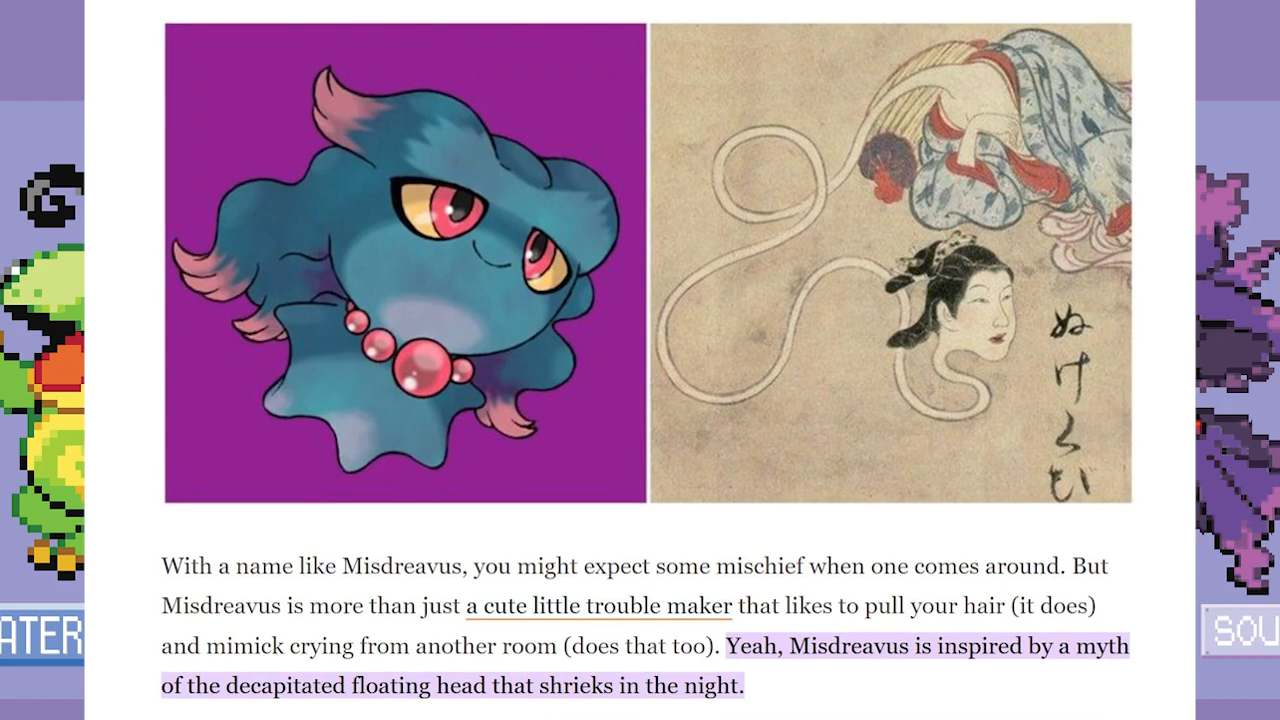 ぬけくび
With a name like Misdreavus, you might expect some mischief when one comes around. But
Misdreavus is more than just a cute little trouble maker that likes to pull your hair (it does)
and mimick crying from another room (does that too). Yeah, Misdreavus is inspired by a myth
of the decapitated floating head that shrieks in the night.
ATER
SOU